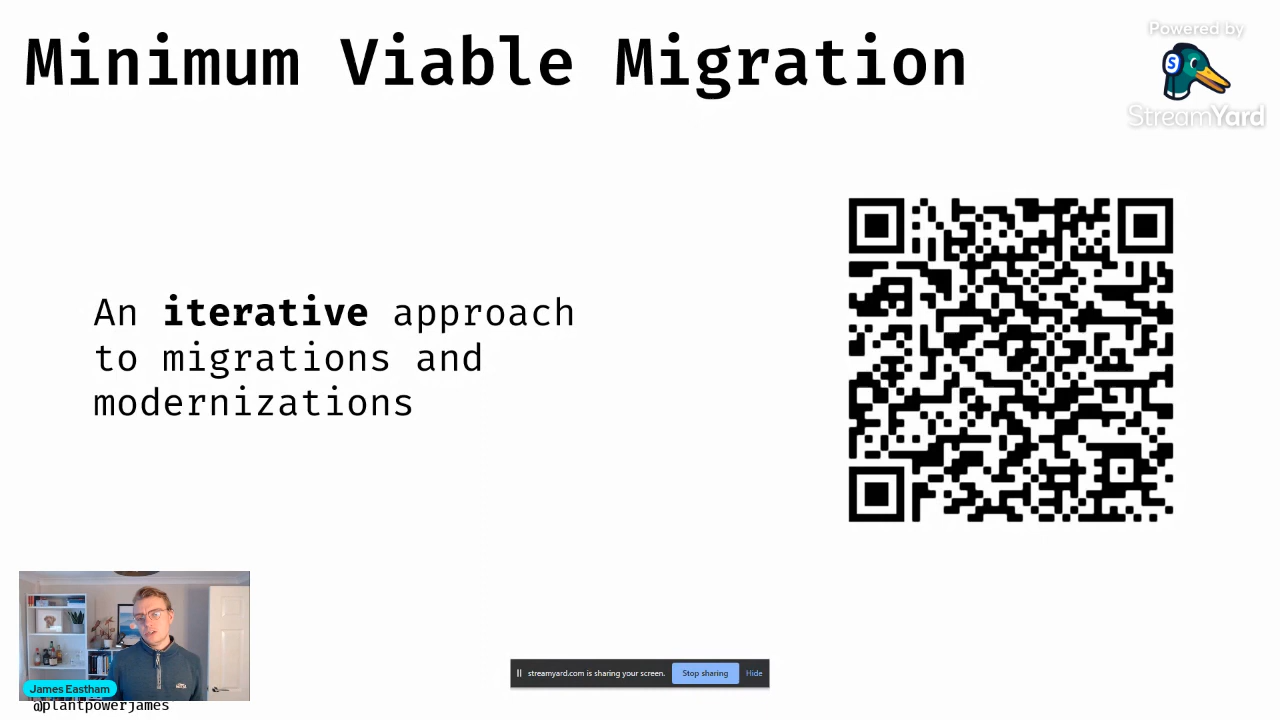 Minimum Viable Migration
Powered by
S
StreamYard
An iterative approach
to migrations and
modernizations
James Eastham
@plantpowerjames
streamyard.com is sharing your screen.
Stop sharing
Hide